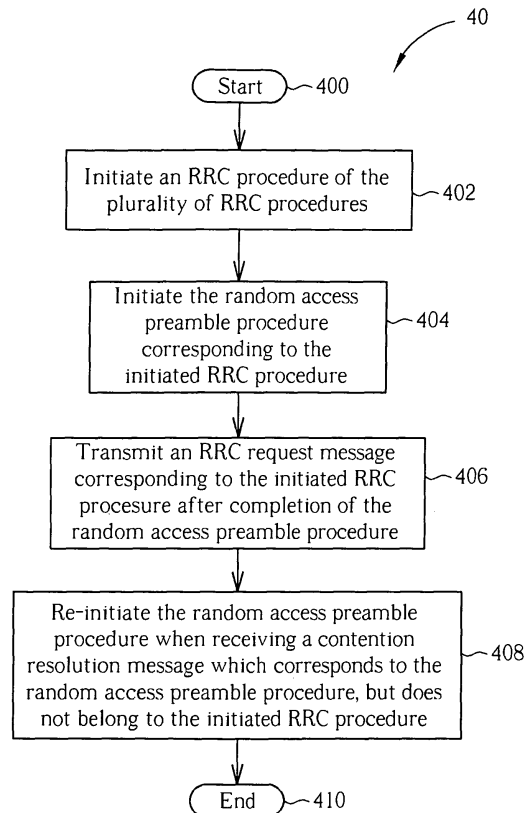 40
Start
400
Initiate an RRC procedure of the
plurality of RRC procedures
402
Initiate the random access
preamble procedure
corresponding to the
initiated RRC procedure
404
Transmit an RRC request message
corresponding to the initiated RRC
procesure after completion of the
random access preamble procedure
406
Re-initiate the random access preamble
procedure when receiving a contention
resolution message which corresponds to the
random access preamble procedure, but does
not belong to the initiated RRC procedure
408
End
410